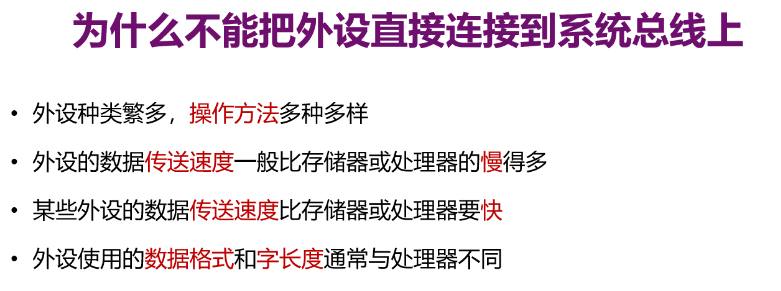 为什么不能把外设直接连接到系统总线上
• 外设种类繁多，操作方法多种多样
• 外设的数据传送速度一般比存储器或处理器的慢得多
• 某些外设的数据传送速度比存储器或处理器要快
• 外设使用的数据格式和字长度通常与处理器不同